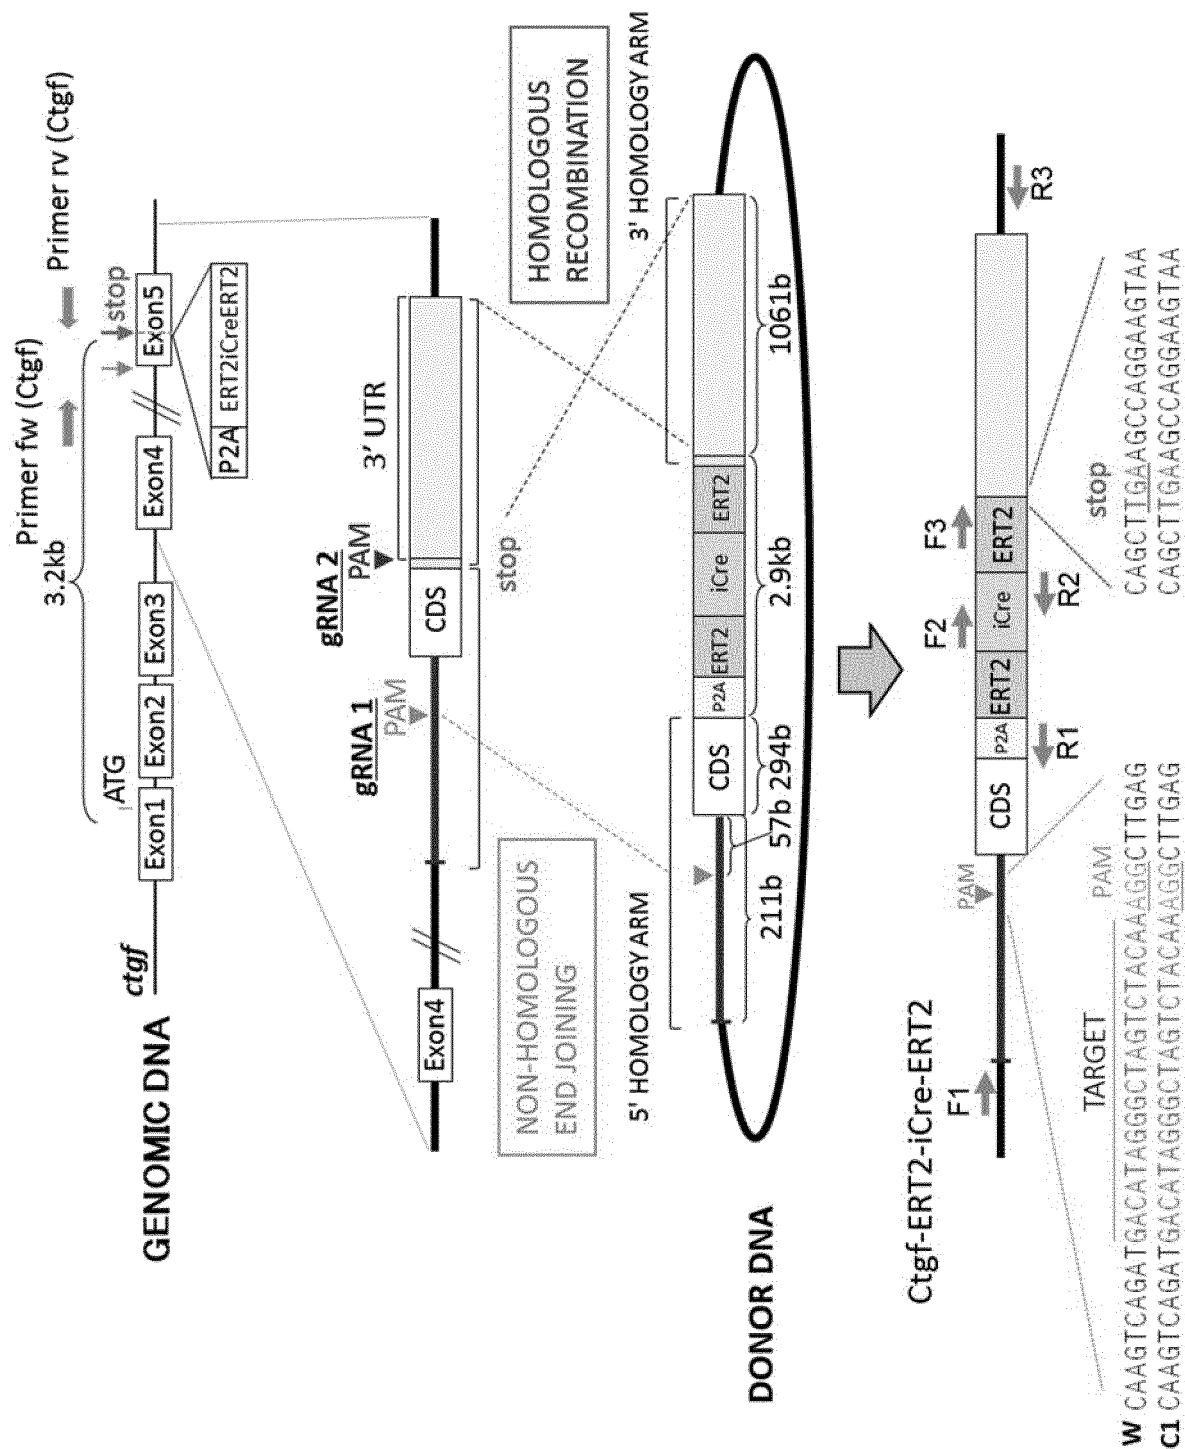 Primer fw (Ctgf)
Primer rv (Ctgf)
3.2kb
ATG
stop
ctgf
Exon1
Exon2
Exon3
Exon4
Exon5
GENOMIC DNA
P2A
ERT2iCreERT2
gRNA 1
PAM
gRNA 2
PAM
3' UTR
Exon4
CDS
stop
NON-HOMOLOGOUS
END JOINING
HOMOLOGOUS
RECOMBINATION
5' HOMOLOGY ARM
3' HOMOLOGY ARM
CDS
P2A
ERT2
iCre
ERT2
DONOR DNA
211b
57b
294b
2.9kb
1061b
Ctgf-ERT2-iCre-ERT2
F1
PAM
F2
F3
CDS
P2A
ERT2
iCre
ERT2
R1
R2
R3
TARGET
PAM
stop
W CAAGTCAGATGACATAGGGCTAGTCTACAAGGCTTGAG
CAGCTTGAAGCCAGGAAGTAA
C1 CAAGTCAGATGACATAGGGCTAGTCTACAAGGCTTGAG
CAGCTTGAAGCCAGGAAGTAA